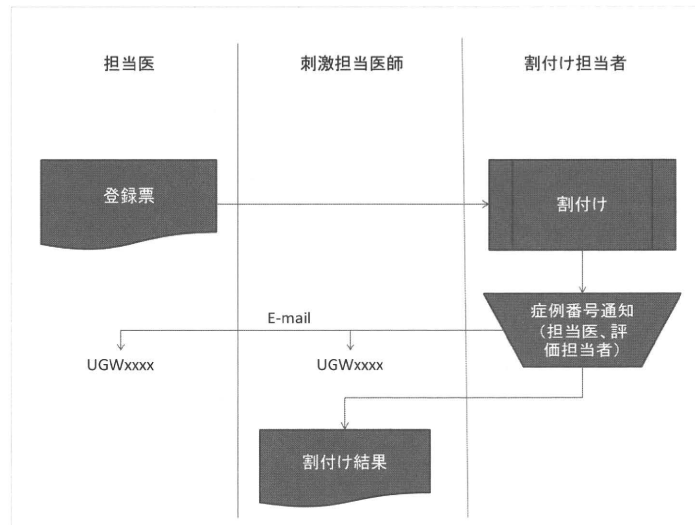 担当医
刺激担当医師
割付け担当者
登録票
割付け
症例番号通知
（担当医、評
価担当者）
E-mail
UGWxxxx
UGWxxxx
割付け結果